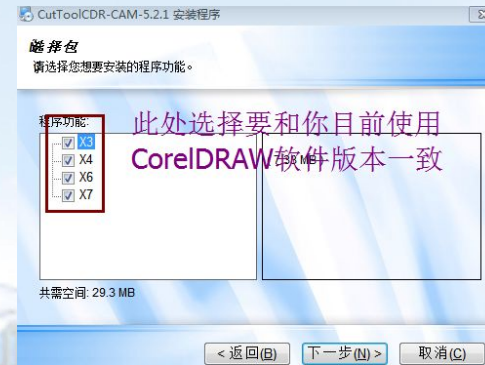 CutToolCDR-CAM-5.2.1 安装程序
选择包
请选择您想要安装的程序功能。
程序功能:
X3
X4
X6
X7
此处选择要和你目前使用
CorelDRAW软件版本一致
共需空间: 29.3 MB
<返回(B)
下一步(N) >
取消(C)